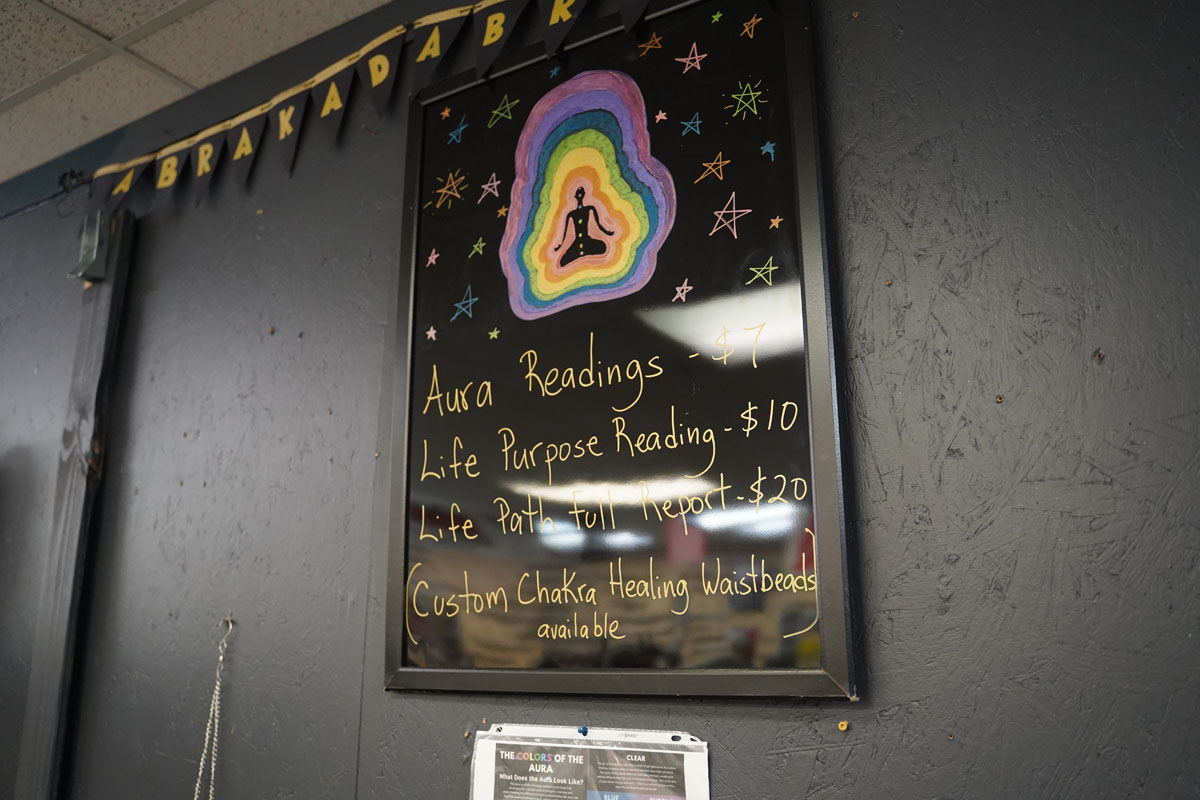 ABRAKADABR
Aura Readings - $7
Life Purpose Reading - $10
Life Path Full Report - $20
(Custom Chakra Healing Waistbeads
available)
THE COLORS OF THE
AURA
What Does the Aura Look Like?
CLEAR
BLUE